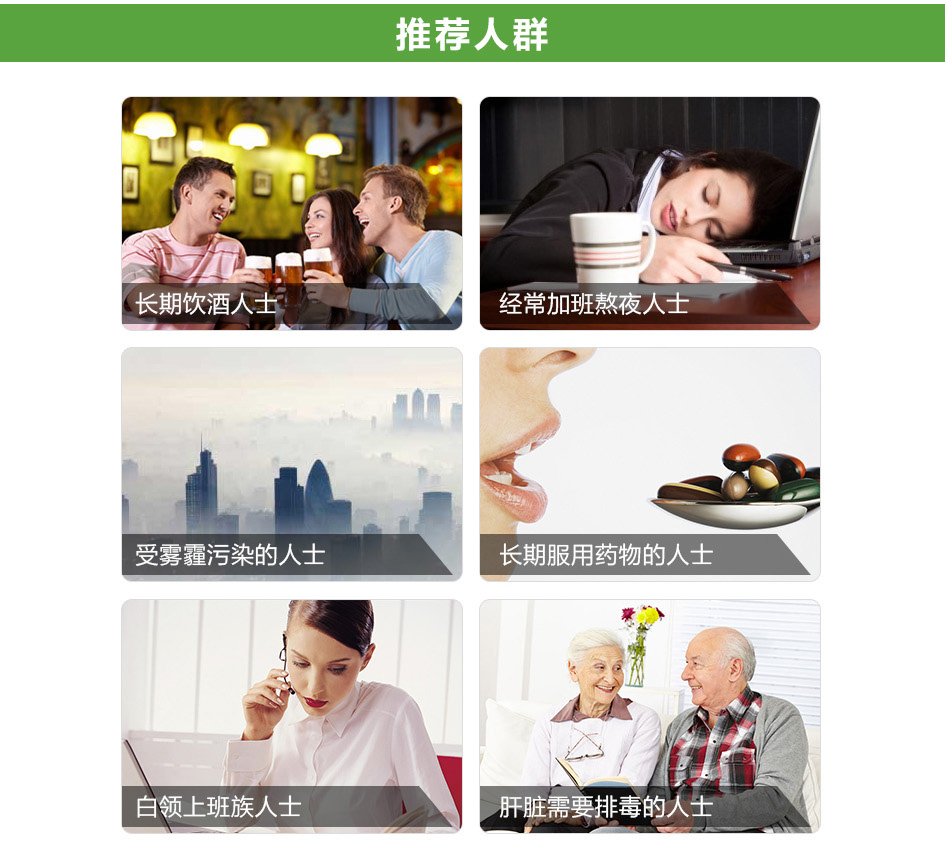 推荐人群
长期饮酒人士
经常加班熬夜人士
受雾霾污染的人士
长期服用药物的人士
白领上班族人士
肝脏需要排毒的人士